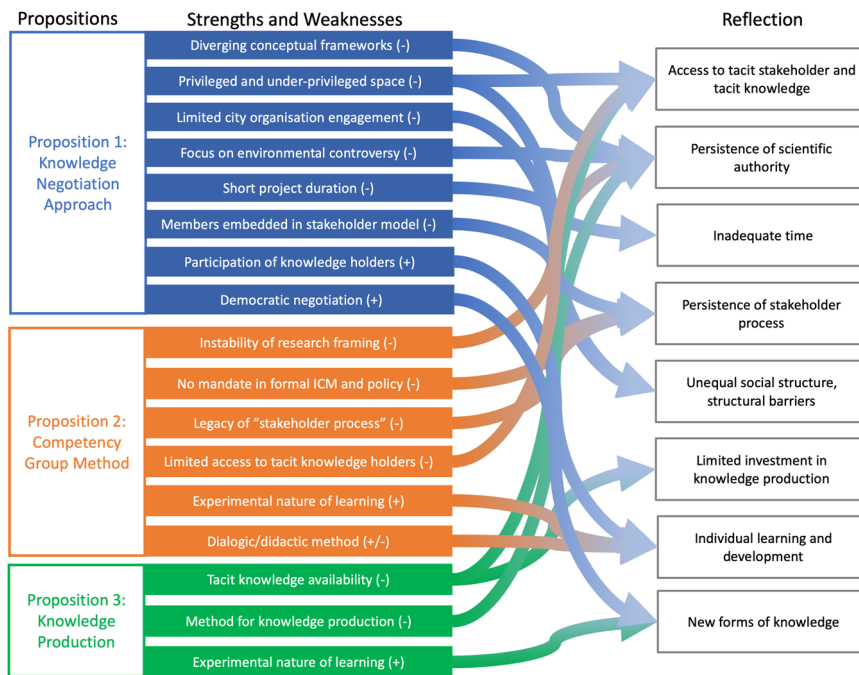 Propositions
Strengths and Weaknesses
Reflection
Proposition 1:
Knowledge
Negotiation
Approach
Diverging conceptual frameworks (-)
Privileged and under-privileged space (-)
Limited city organisation engagement (-)
Focus on environmental controversy (-)
Short project duration (-)
Members embedded in stakeholder model (-)
Participation of knowledge holders (+)
Democratic negotiation (+)
Proposition 2:
Competency
Group Method
Instability of research framing (-)
No mandate in formal ICM and policy (-)
Legacy of “stakeholder process” (-)
Limited access to tacit knowledge holders (-)
Experimental nature of learning (+)
Dialogic/didactic method (+/-)
Proposition 3:
Knowledge
Production
Tacit knowledge availability (-)
Method for knowledge production (-)
Experimental nature of learning (+)
Access to tacit stakeholder and
tacit knowledge
Persistence of scientific
authority
Inadequate time
Persistence of stakeholder
process
Unequal social structure,
structural barriers
Limited investment in
knowledge production
Individual learning and
development
New forms of knowledge